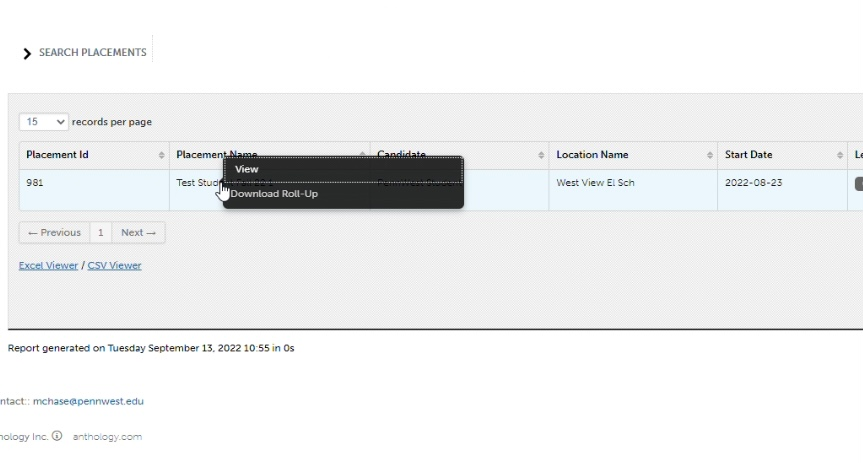 SEARCH PLACEMENTS
15 records per page
Placement Id Placement Name Candidate Location Name Start Date
View
981 Test West View El Sch 2022-08-23
Download Roll-Up
← Previous 1 Next →
Excel Viewer / CSV Viewer
Report generated on Tuesday September 13, 2022 10:55 in 0s
ntact:: mchase@pennwest.edu
nology Inc. anthology.com